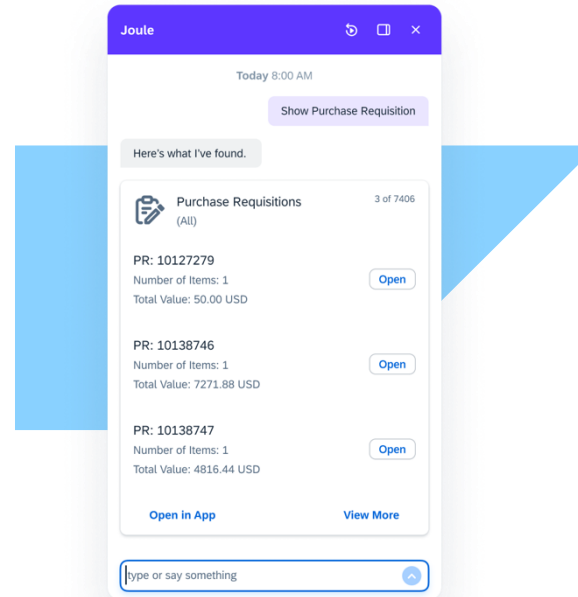 Joule
Today 8:00 AM
Show Purchase Requisition
Here's what I've found.
Purchase Requisitions
3 of 7406
(All)
PR: 10127279
Number of Items: 1
Open
Total Value: 50.00 USD
PR: 10138746
Number of Items: 1
Open
Total Value: 7271.88 USD
PR: 10138747
Number of Items: 1
Open
Total Value: 4816.44 USD
Open in App
View More
type or say something